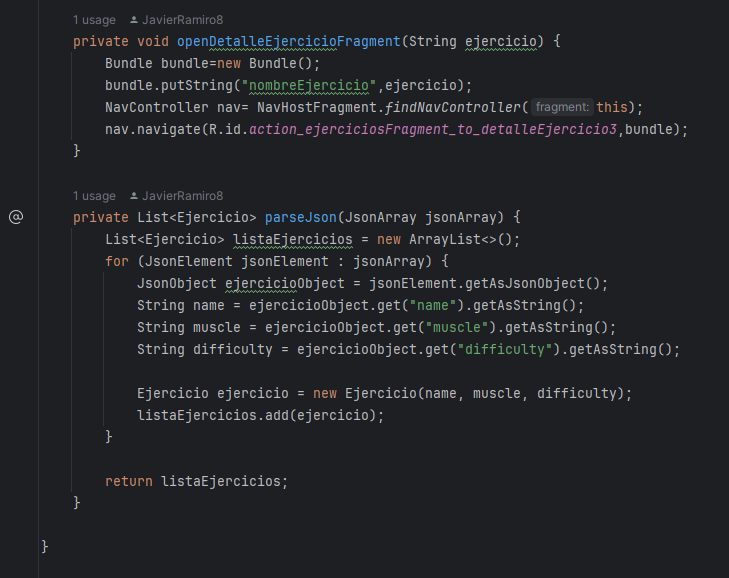 1 usage JavierRamiro8
private void openDetalleEjercicioFragment(String ejercicio) {
Bundle bundle=new Bundle();
bundle.putString("nombreEjercicio",ejercicio);
NavController nav= NavHostFragment.findNavController( fragment: this);
nav.navigate(R.id.action_ejerciciosFragment_to_detalleEjercicio3,bundle);
}
1 usage JavierRamiro8
@ private List<Ejercicio> parseJson(JsonArray jsonArray) {
List<Ejercicio> listaEjercicios = new ArrayList<>();
for (JsonElement jsonElement : jsonArray) {
JsonObject ejercicioObject = jsonElement.getAsJsonObject();
String name = ejercicioObject.get("name").getAsString();
String muscle = ejercicioObject.get("muscle").getAsString();
String difficulty = ejercicioObject.get("difficulty").getAsString();
Ejercicio ejercicio = new Ejercicio(name, muscle, difficulty);
listaEjercicios.add(ejercicio);
}
return listaEjercicios;
}
}